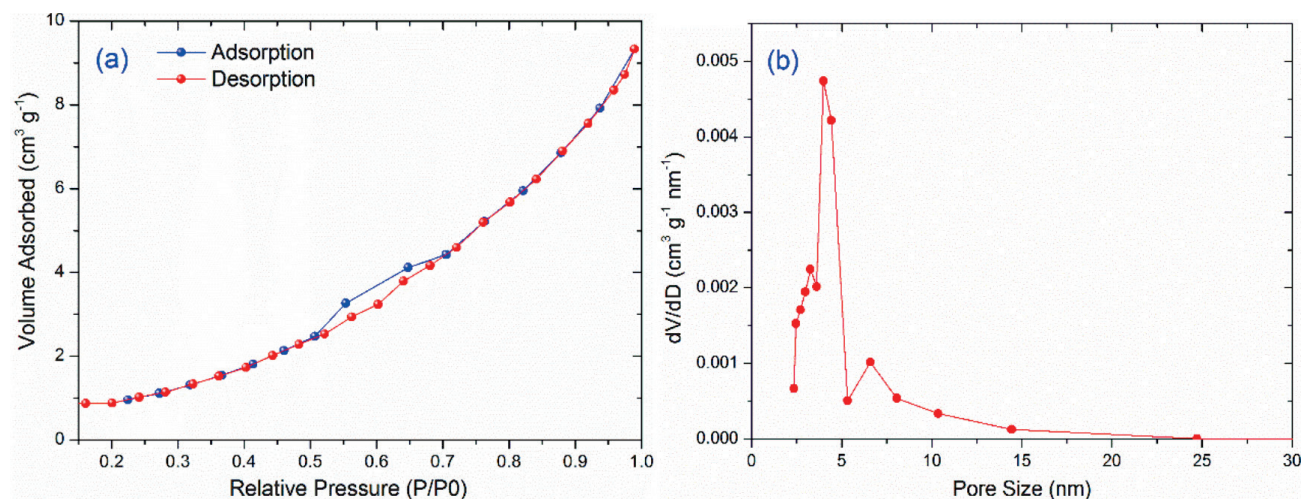 (a)
Adsorption
Desorption
Volume Adsorbed (cm³ g⁻¹)
10
8
6
4
2
0
0.2 0.3 0.4 0.5 0.6 0.7 0.8 0.9 1.0
Relative Pressure (P/P0)
(b)
dV/dD (cm³ g⁻¹ nm⁻¹)
0.005
0.004
0.003
0.002
0.001
0.000
0 5 10 15 20 25 30
Pore Size (nm)